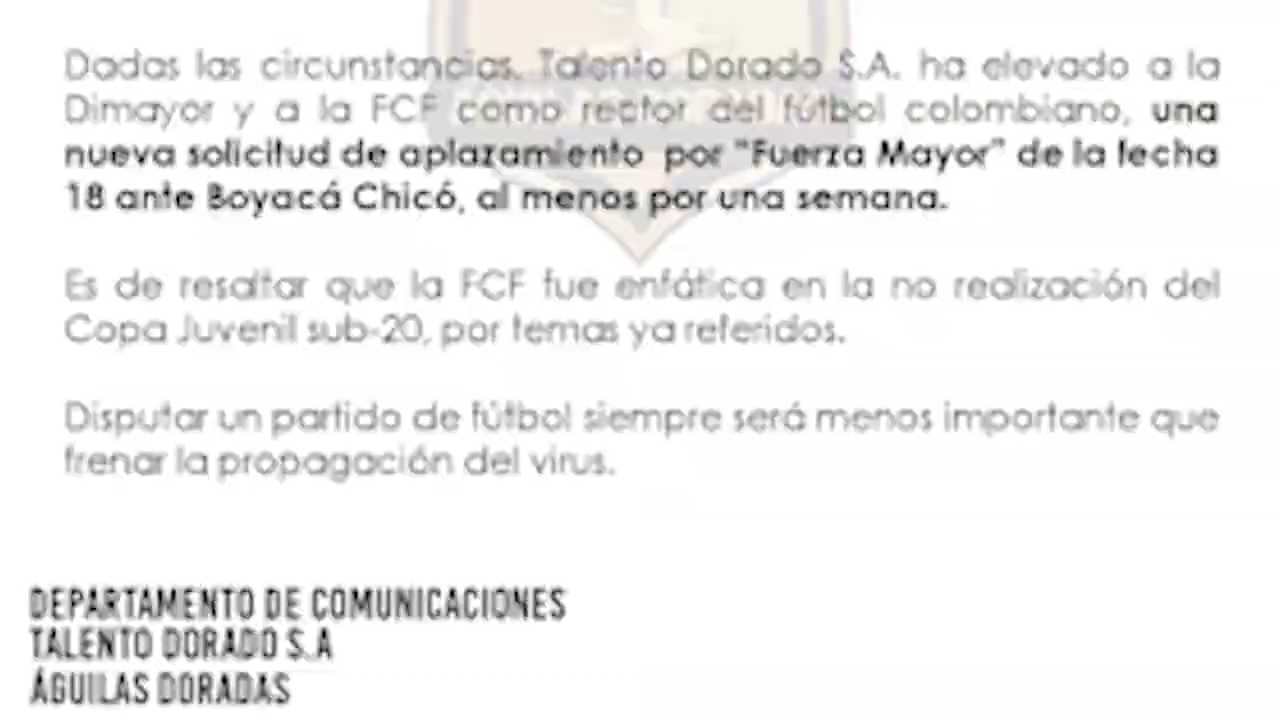 Dadas las circunstancias, Talento Dorado S.A. ha elevado a la
Dimayor y a la FCF como rector del fútbol colombiano, una
nueva solicitud de aplazamiento por "Fuerza Mayor" de la fecha
18 ante Boyacá Chicó, al menos por una semana.
Es de resaltar que la FCF fue enfática en la no realización del
Copa Juvenil sub-20, por temas ya referidos.
Disputar un partido de fútbol siempre será menos importante que
frenar la propagación del virus.
DEPARTAMENTO DE COMUNICACIONES
TALENTO DORADO S.A
ÁGUILAS DORADAS